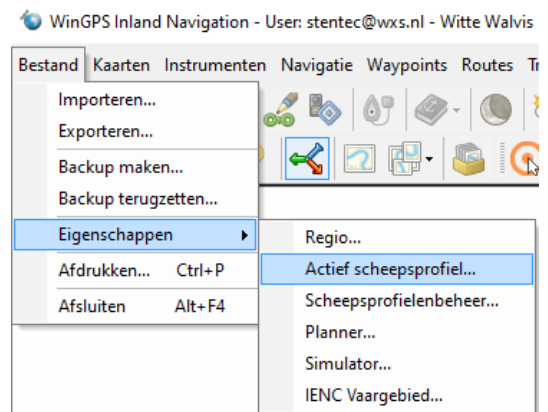 WinGPS Inland Navigation - User: stentec@wxs.nl - Witte Walvis
Bestand Kaarten Instrumenten Navigatie Waypoints Routes
Importeren...
Exporteren...
Backup maken...
Backup terugzetten...
Eigenschappen
Afdrukken... Ctrl+P
Afsluiten Alt+F4
Regio...
Actief scheepsprofiel...
Scheepsprofielenbeheer...
Planner...
Simulator...
IENC Vaargebied...